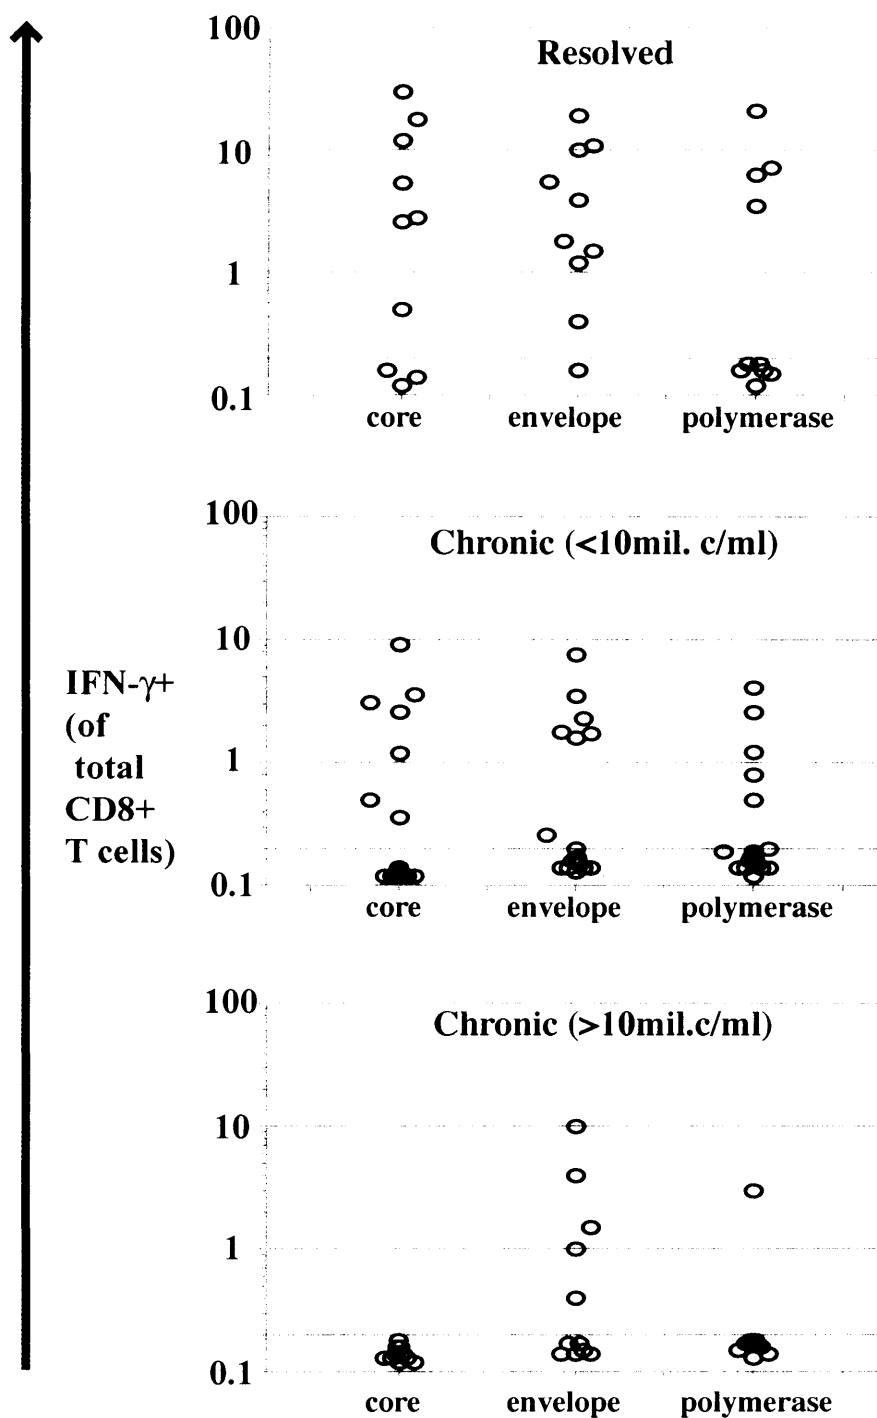 100
Resolved
10
1
0.1
core envelope polymerase
100
Chronic (<10mil. c/ml)
10
IFN-γ+
(of
total
CD8+
T cells)
1
0.1
core envelope polymerase
100
Chronic (>10mil.c/ml)
10
1
0.1
core envelope polymerase